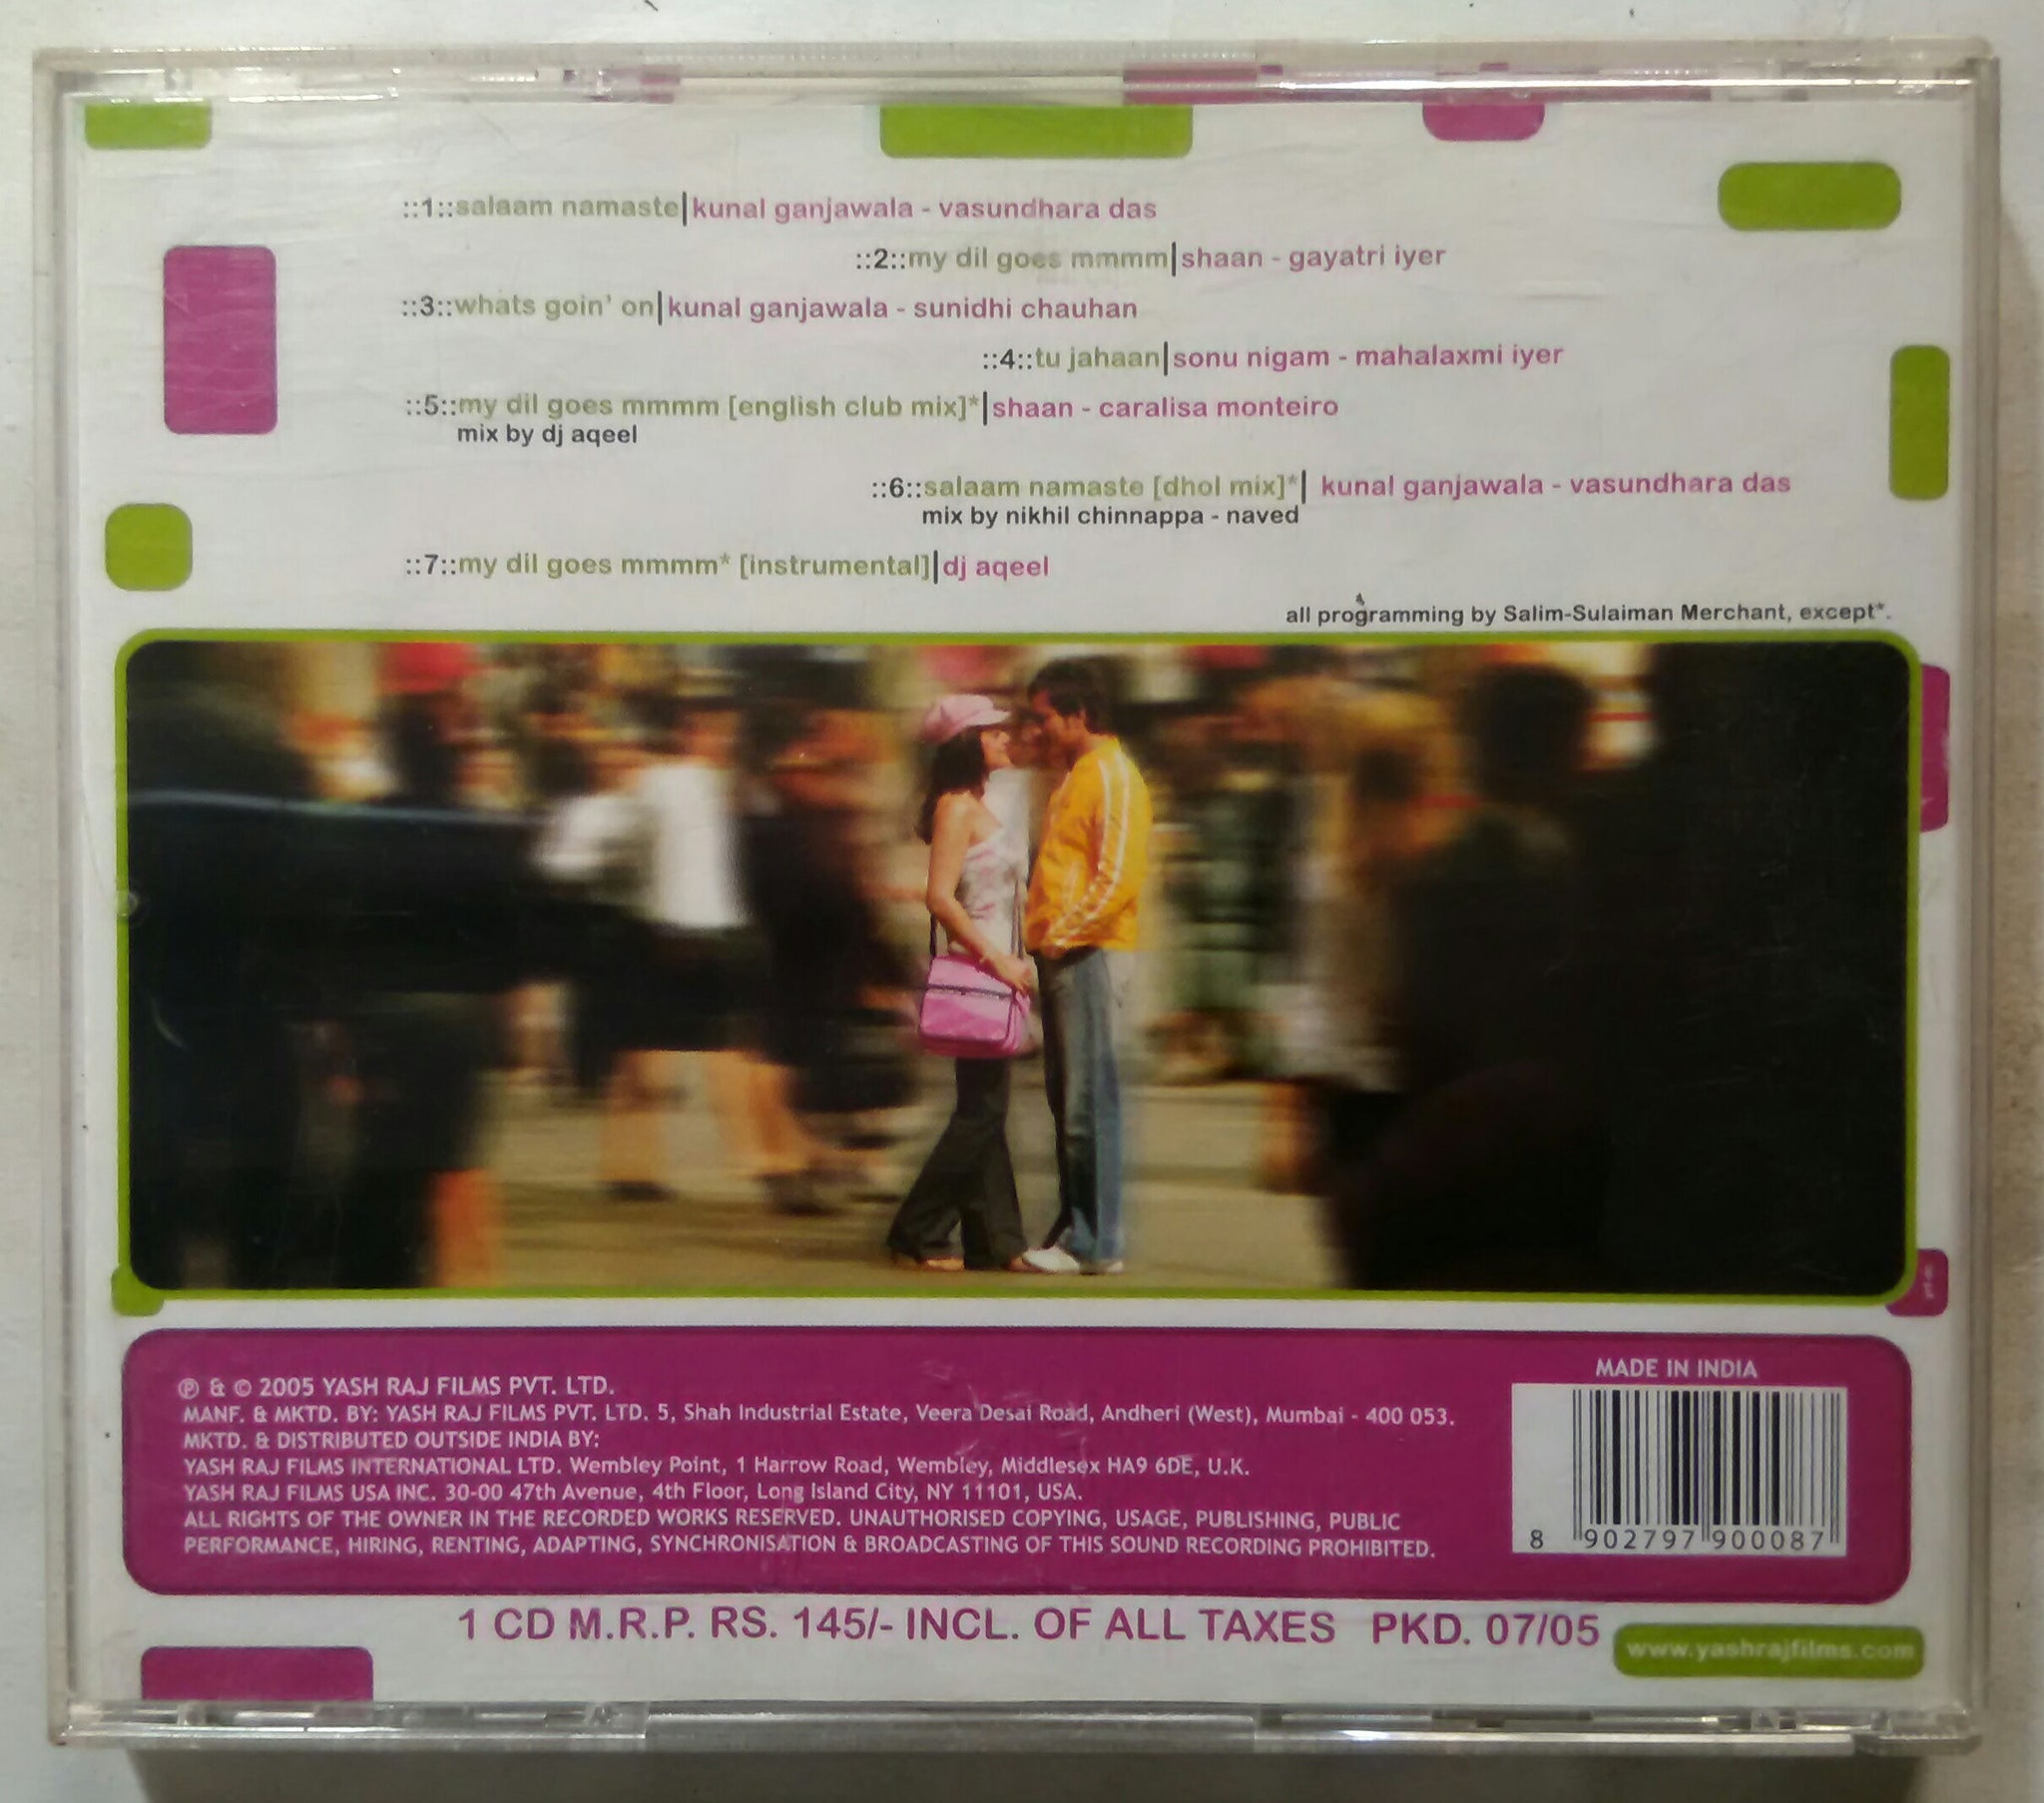 ::1::salaam namaste|kunal ganjawala - vasundhara das
::2::my dil goes mmmm|shaan - gayatri iyer
::3::whats goin' on|kunal ganjawala - sunidhi chauhan
::4::tu jahaan|sonu nigam - mahalaxmi iyer
::5::my dil goes mmmm [english club mix]*|shaan - caralisa monteiro
mix by dj aqeel
::6::salaam namaste [dhol mix]*| kunal ganjawala - vasundhara das
mix by nikhil chinnappa - naved
::7::my dil goes mmmm* [instrumental]|dj aqeel
all programming by Salim-Sulaiman Merchant, except*.
℗ & © 2005 YASH RAJ FILMS PVT. LTD.
MANF. & MKTD. BY: YASH RAJ FILMS PVT. LTD. 5, Shah Industrial Estate, Veera Desai Road, Andheri (West), Mumbai - 400 053.
MKTD. & DISTRIBUTED OUTSIDE INDIA BY:
YASH RAJ FILMS INTERNATIONAL LTD. Wembley Point, 1 Harrow Road, Wembley, Middlesex HA9 6DE, U.K.
YASH RAJ FILMS USA INC. 30-00 47th Avenue, 4th Floor, Long Island City, NY 11101, USA.
ALL RIGHTS OF THE OWNER IN THE RECORDED WORKS RESERVED. UNAUTHORISED COPYING, USAGE, PUBLISHING, PUBLIC
PERFORMANCE, HIRING, RENTING, ADAPTING, SYNCHRONISATION & BROADCASTING OF THIS SOUND RECORDING PROHIBITED.
MADE IN INDIA
8 902797 900087
1 CD M.R.P. RS. 145/- INCL. OF ALL TAXES PKD. 07/05
www.yashrajfilms.com